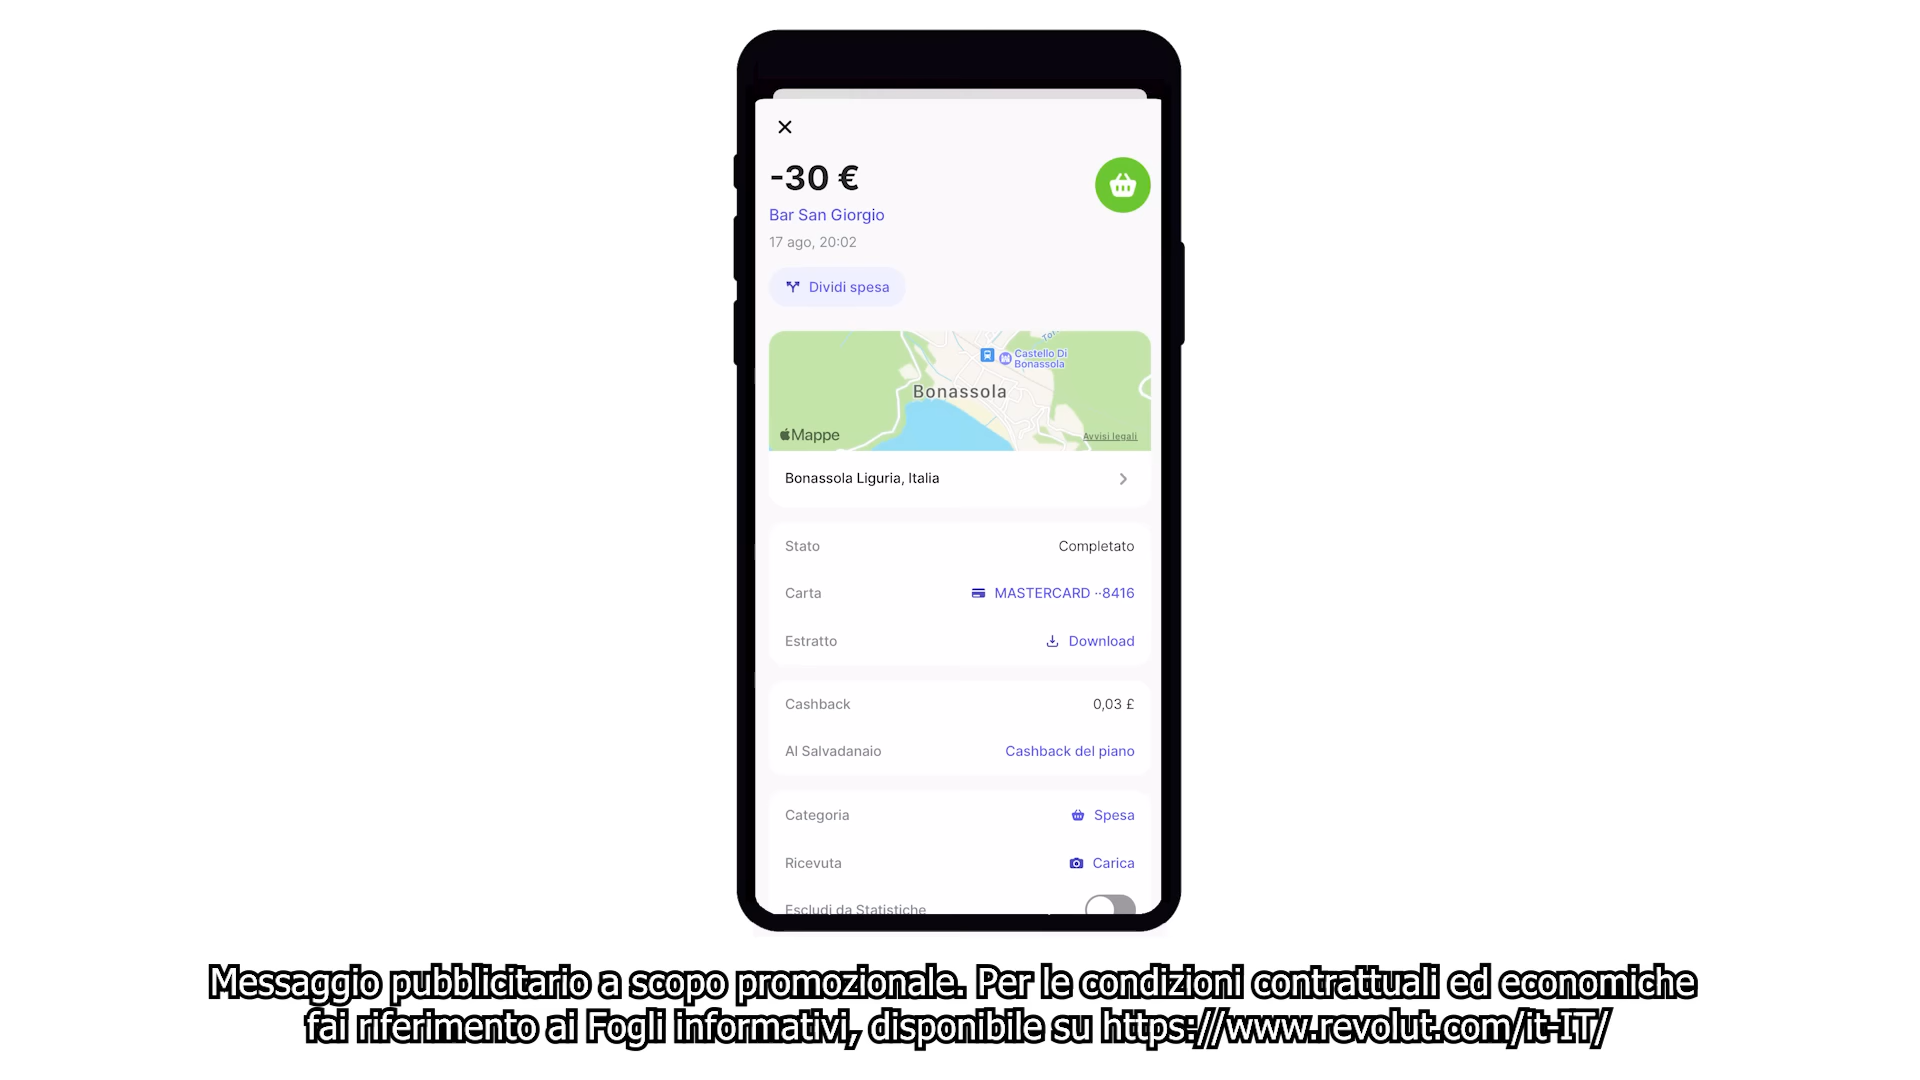 -30 €
Bar San Giorgio
17 ago, 20:02
Dividi spesa
Castello Di
Bonassola
Bonassola
Mappe
Avvisi legali
Bonassola Liguria, Italia
Stato Completato
Carta MASTERCARD ··8416
Estratto Download
Cashback 0,03 £
Al Salvadanaio Cashback del piano
Categoria Spesa
Ricevuta Carica
Escludi da Statistiche
Messaggio pubblicitario a scopo promozionale. Per le condizioni contrattuali ed economiche
fai riferimento ai Fogli informativi, disponibile su https://www.revolut.com/it-IT/